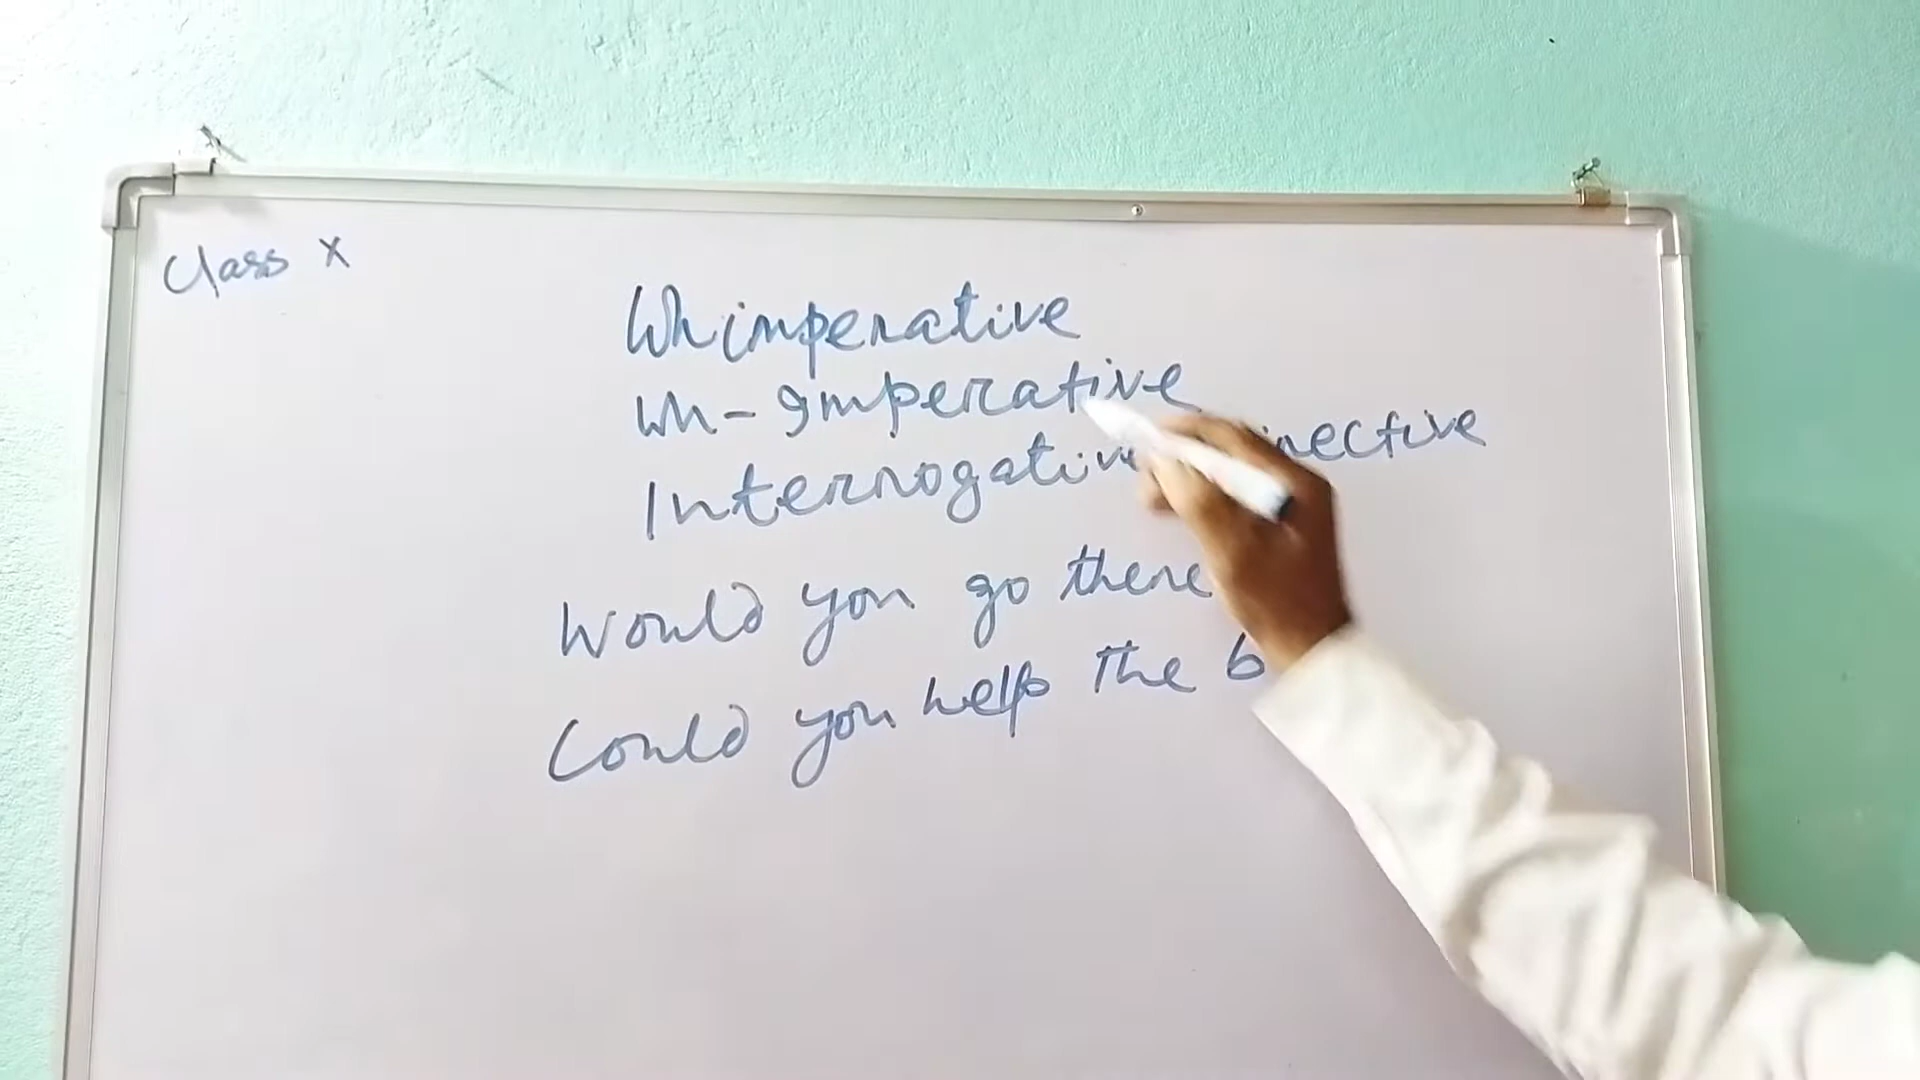 Class X
Whimperative
Wh - Imperative
Interrogative
Would you go there
Could you help the